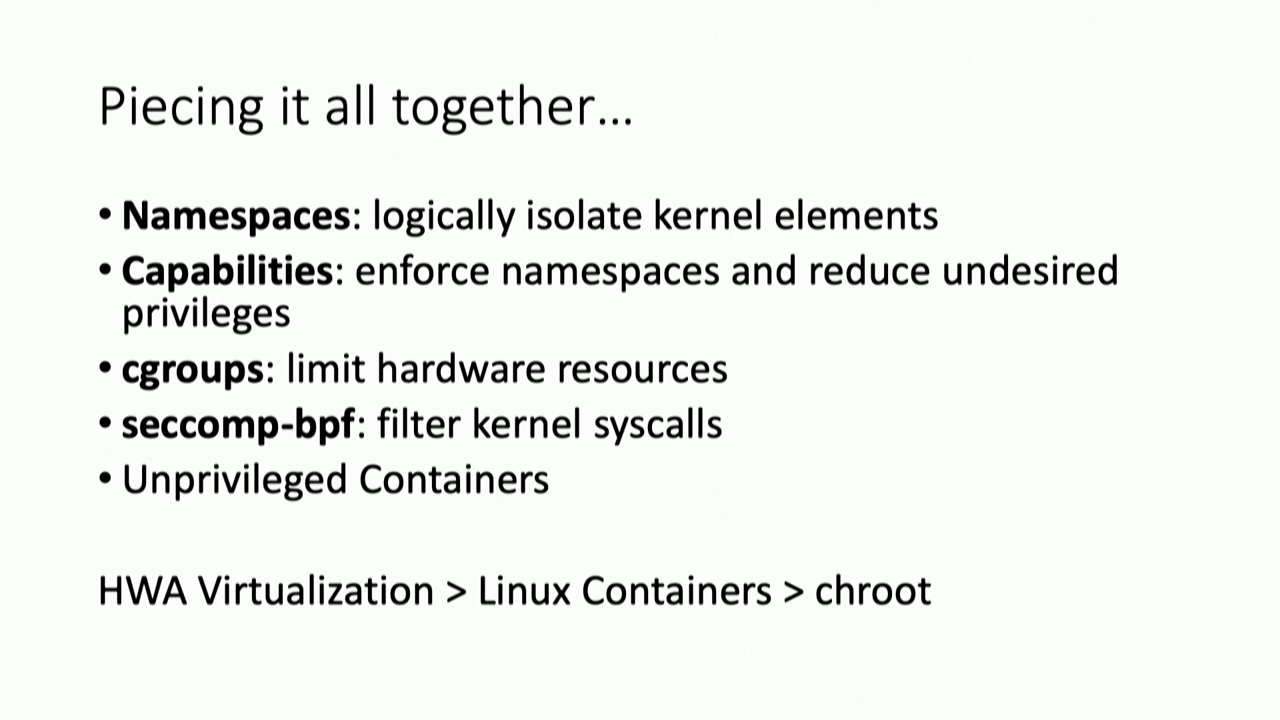 Piecing it all together...
• Namespaces: logically isolate kernel elements
• Capabilities: enforce namespaces and reduce undesired
privileges
• cgroups: limit hardware resources
• seccomp-bpf: filter kernel syscalls
• Unprivileged Containers
HWA Virtualization > Linux Containers > chroot